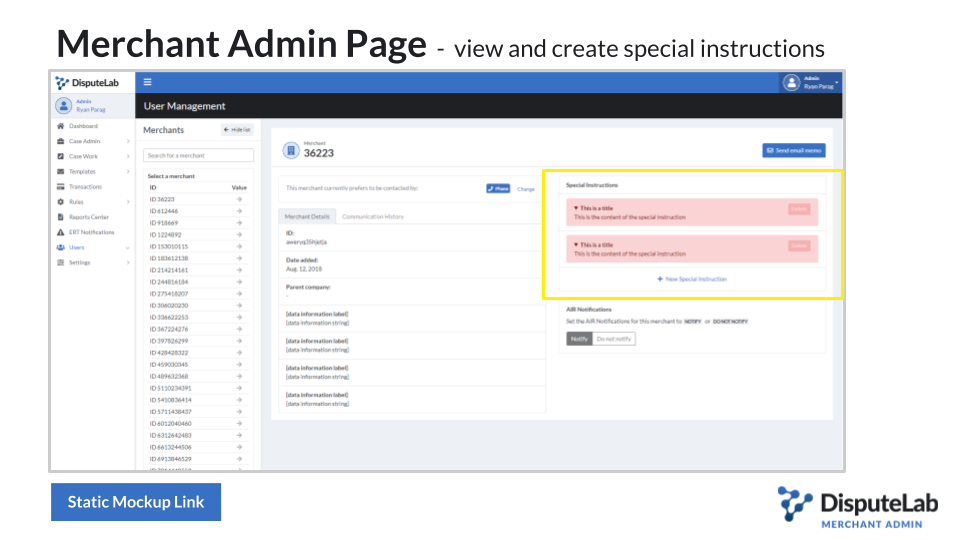 Merchant Admin Page - view and create special instructions
DisputeLab
Admin
Ryan Parag
Admin
Ryan Parag
User Management
Dashboard
Case Admin
Case Work
Templates
Transactions
Rules
Reports Center
ERT Notifications
Users
Settings
Merchants
Hide list
Search for a merchant
Select a merchant
ID Value
ID 36223
ID 612446
ID 918669
ID 1224892
ID 153010115
ID 183612138
ID 214214161
ID 244816184
ID 275418207
ID 306020230
ID 336622253
ID 367224276
ID 397826299
ID 428428322
ID 459030345
ID 489632368
ID 5110234391
ID 5410836414
ID 5711438437
ID 6012040460
ID 6312642483
ID 6613244506
ID 6913846529
Merchant
36223
Send email memo
This merchant currently prefers to be contacted by:
Phone
Change
Merchant Details
Communication History
ID:
Date added:
Aug. 12, 2018
Parent company:
-
[data information label]
[data information string]
[data information label]
[data information string]
[data information label]
[data information string]
[data information label]
[data information string]
Special Instructions
This is a title
Delete
This is the content of the special instruction
This is a title
Delete
This is the content of the special instruction
+ New Special Instruction
AIR Notifications
Set the AIR Notifications for this merchant to NOTIFY or DO NOT NOTIFY
Notify
Do not notify
Static Mockup Link
DisputeLab
MERCHANT ADMIN